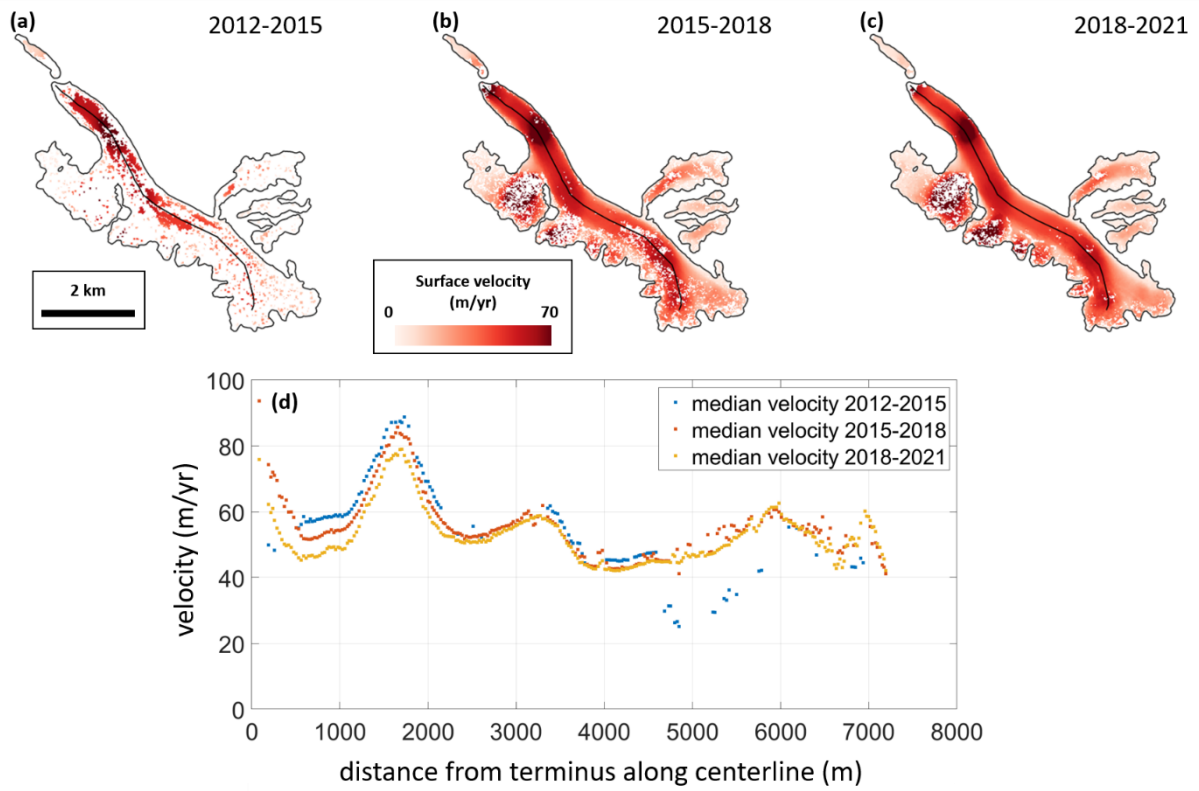 (a)
2012-2015
(b)
2015-2018
(c)
2018-2021
2 km
Surface velocity
(m/yr)
0
70
(d)
median velocity 2012-2015
median velocity 2015-2018
median velocity 2018-2021
100
80
60
40
20
0
velocity (m/yr)
0 1000 2000 3000 4000 5000 6000 7000 8000
distance from terminus along centerline (m)